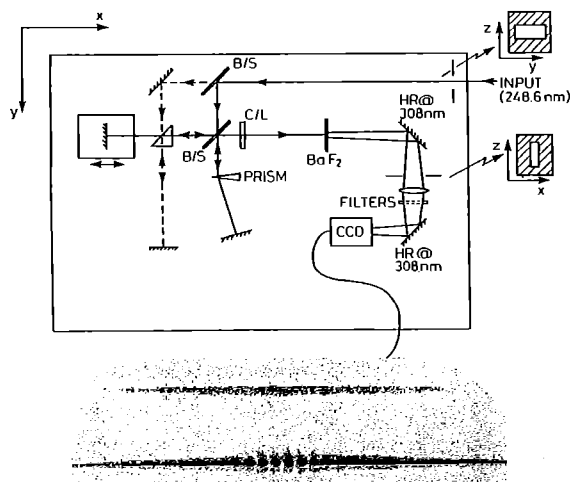 x
y
z
y
B/S
INPUT
(248.6nm)
HR@
308nm
C/L
B/S
BaF₂
z
x
PRISM
FILTERS
CCD
HR@
308nm